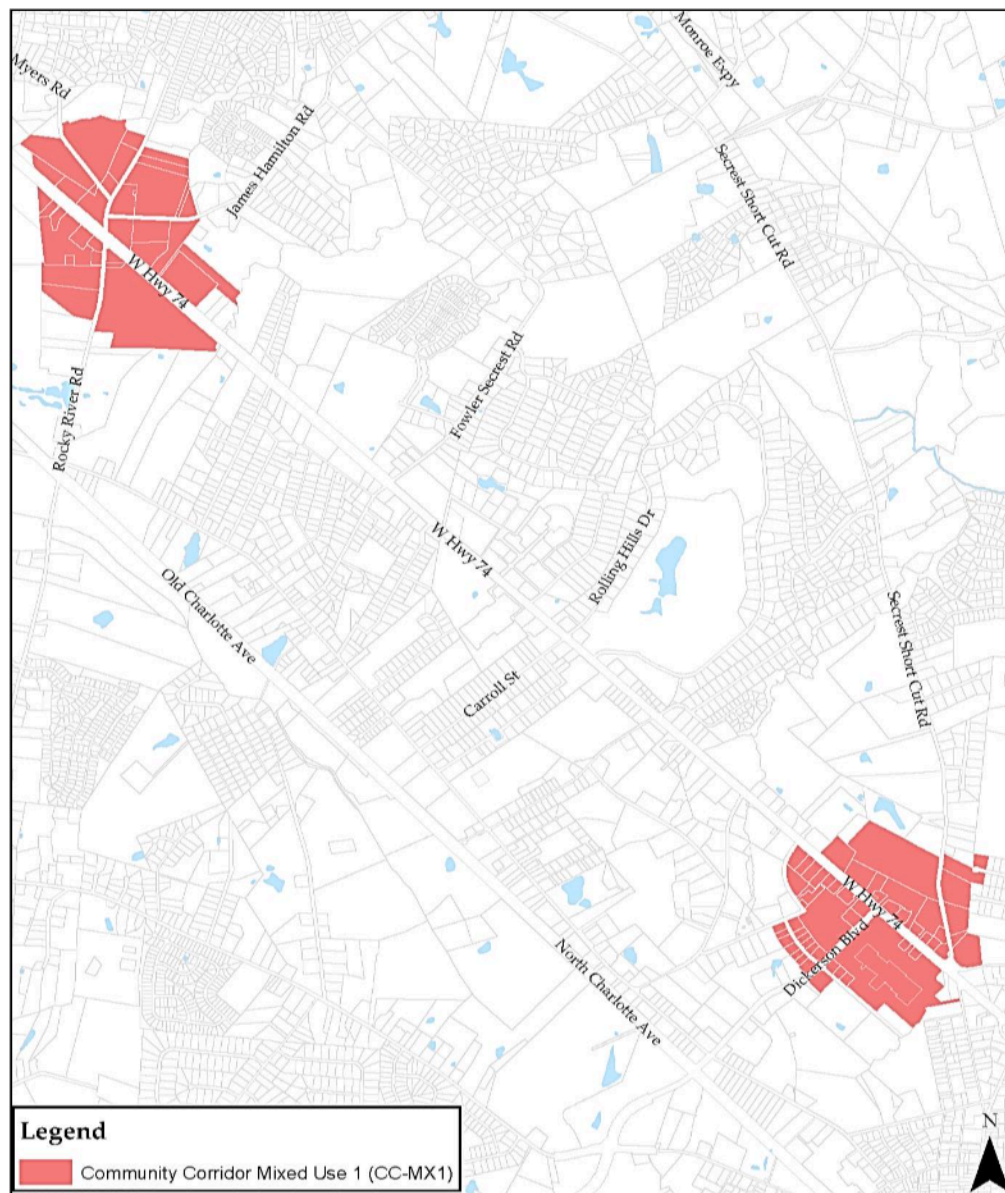 Monroe Expy
Myers Rd
James Hamilton Rd
Secrest Short Cut Rd
W Hwy 74
Fowler Secrest Rd
Rocky River Rd
W Hwy 74
Rolling Hills Dr
Old Charlotte Ave
Secrest Short Cut Rd
Carroll St
W Hwy 74
Dickerson Blvd
North Charlotte Ave
Legend
Community Corridor Mixed Use 1 (CC-MX1)
N